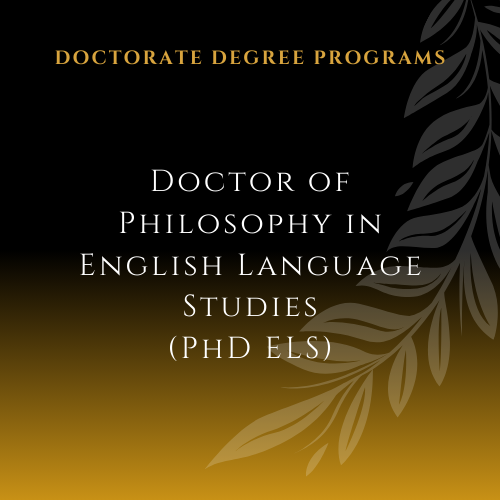 DOCTORATE DEGREE PROGRAMS
Doctor of
Philosophy in
English Language
Studies
(PhD ELS)